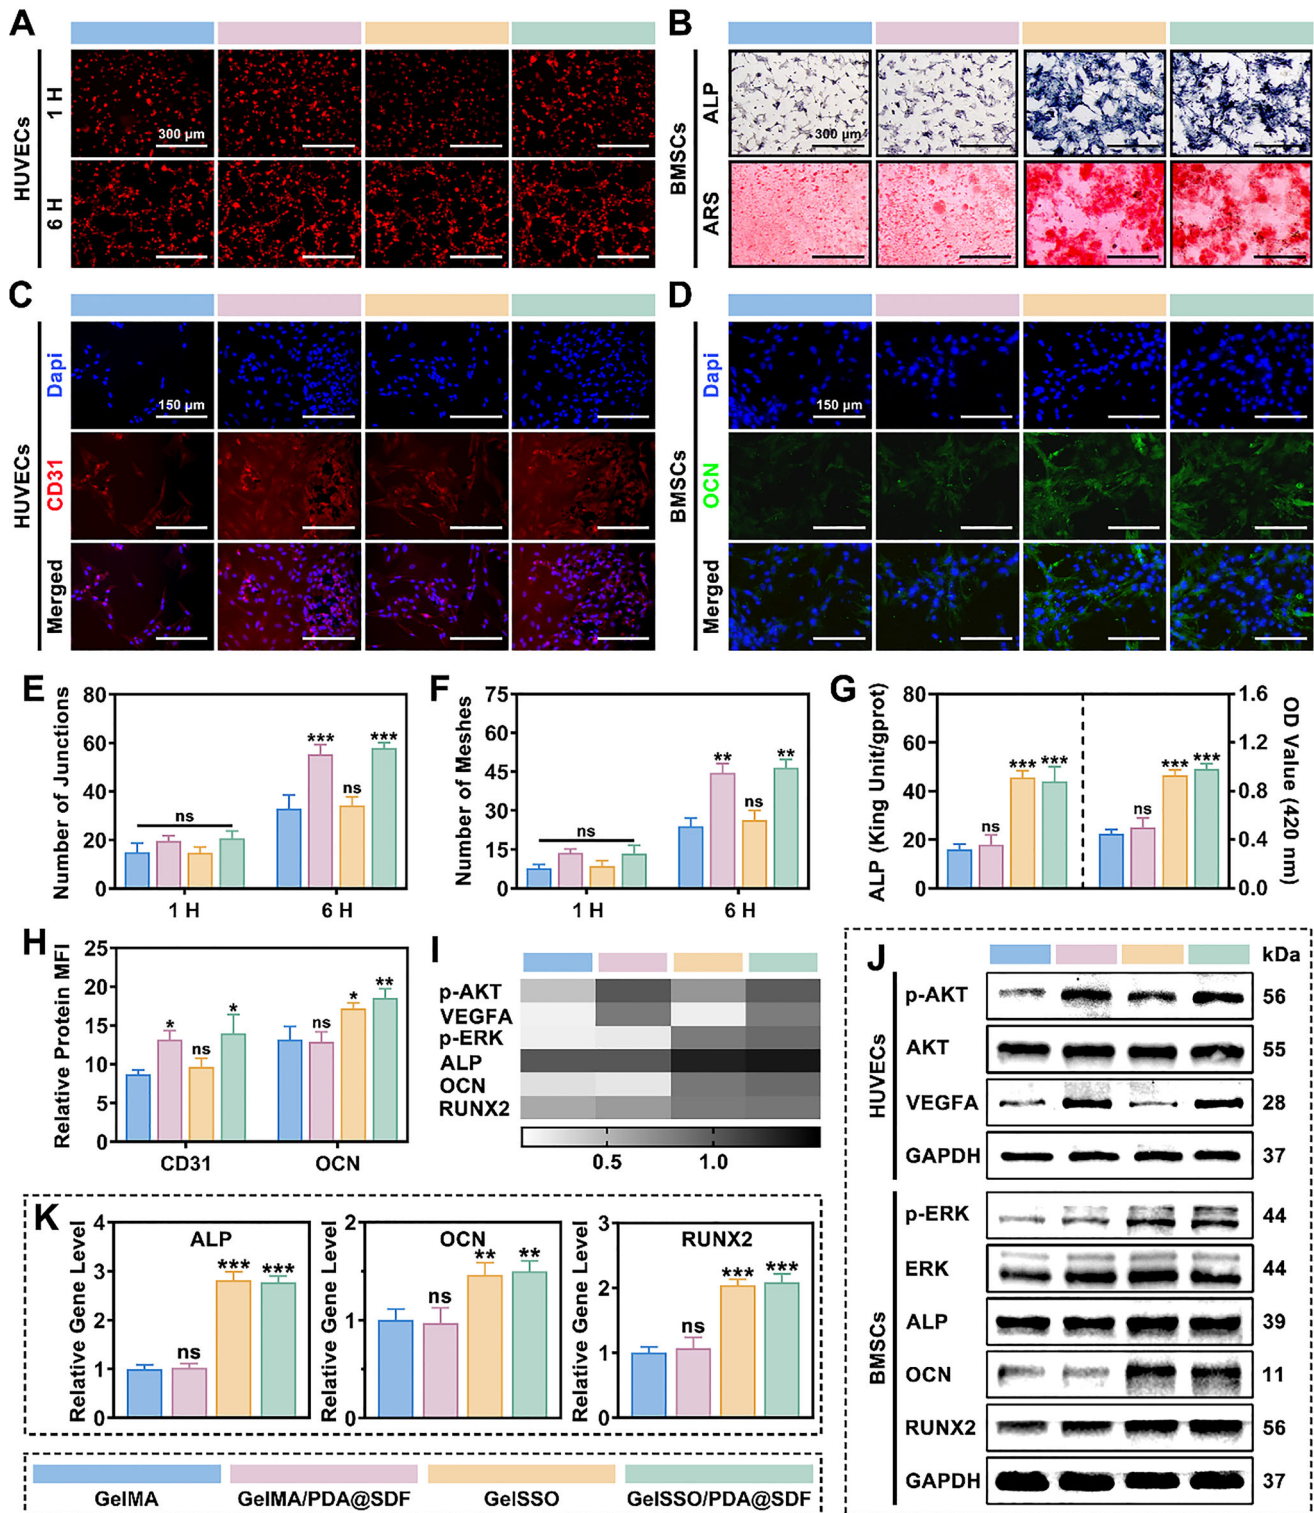 A
HUVECs
1 H
300 µm
6 H
B
BMSCs
ALP
300 µm
ARS
C
HUVECs
Dapi
150 µm
CD31
Merged
D
BMSCs
Dapi
150 µm
OCN
Merged
E
Number of Junctions
80
60
40
20
0
ns
*** ns ***
1 H 6 H
F
Number of Meshes
75
60
45
30
15
0
ns
** ns **
1 H 6 H
G
ALP (King Unit/gprot)
80
60
40
20
0
ns *** ***
ns *** ***
1.6
1.2
0.8
0.4
0.0
OD Value (420 nm)
H
Relative Protein MFI
25
20
15
10
5
0
* ns *
ns * **
CD31 OCN
I
p-AKT
VEGFA
p-ERK
ALP
OCN
RUNX2
0.5 1.0
J
kDa
HUVECs
p-AKT 56
AKT 55
VEGFA 28
GAPDH 37
BMSCs
p-ERK 44
ERK 44
ALP 39
OCN 11
RUNX2 56
GAPDH 37
K
Relative Gene Level
4
3
2
1
0
ALP
ns *** ***
Relative Gene Level
2
1
0
OCN
ns ** **
Relative Gene Level
3
2
1
0
RUNX2
ns *** ***
GelMA GelMA/PDA@SDF GelSSO GelSSO/PDA@SDF